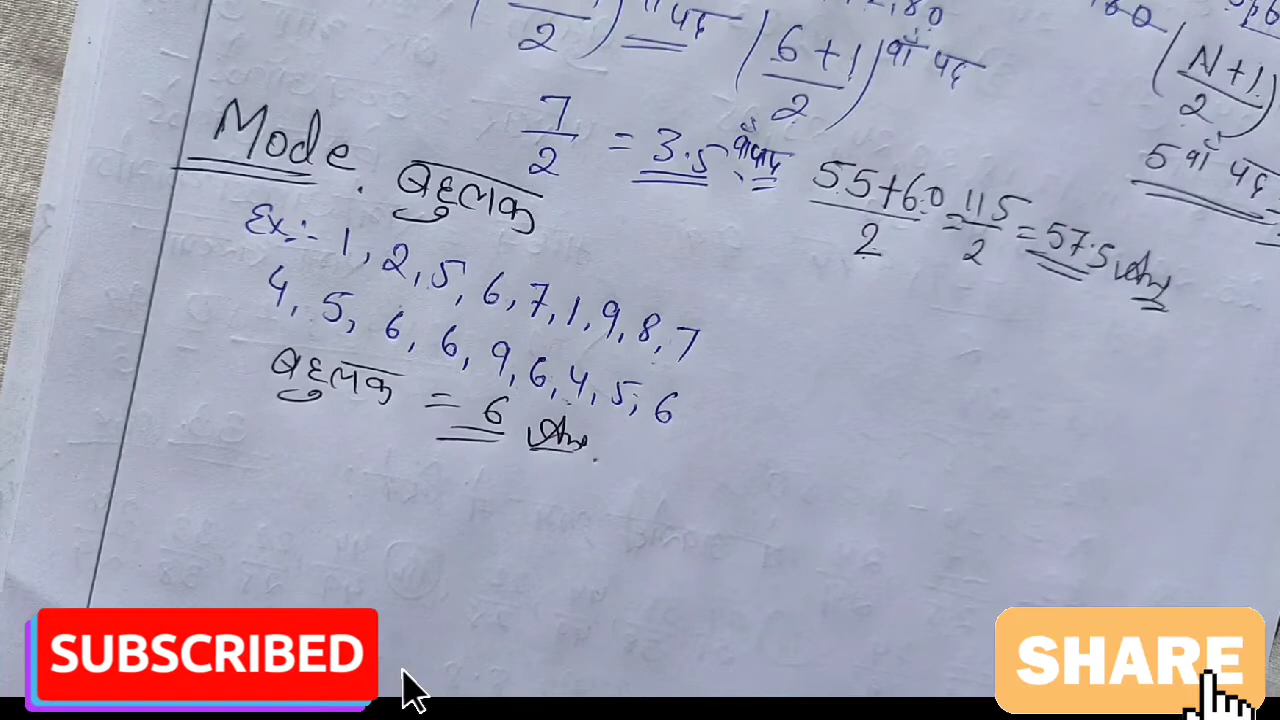 2
वाँ पद
(6+1/2) वाँ पद
(N+1/2)
7/2 = 3.5 वाँ पद
5 वाँ पद
55+60/2 = 115/2 = 57.5 Ans
Mode. बहुलक
Ex:- 1, 2, 5, 6, 7, 1, 9, 8, 7
4, 5, 6, 6, 9, 6, 4, 5, 6
बहुलक = 6 Ans.
SUBSCRIBED
SHARE